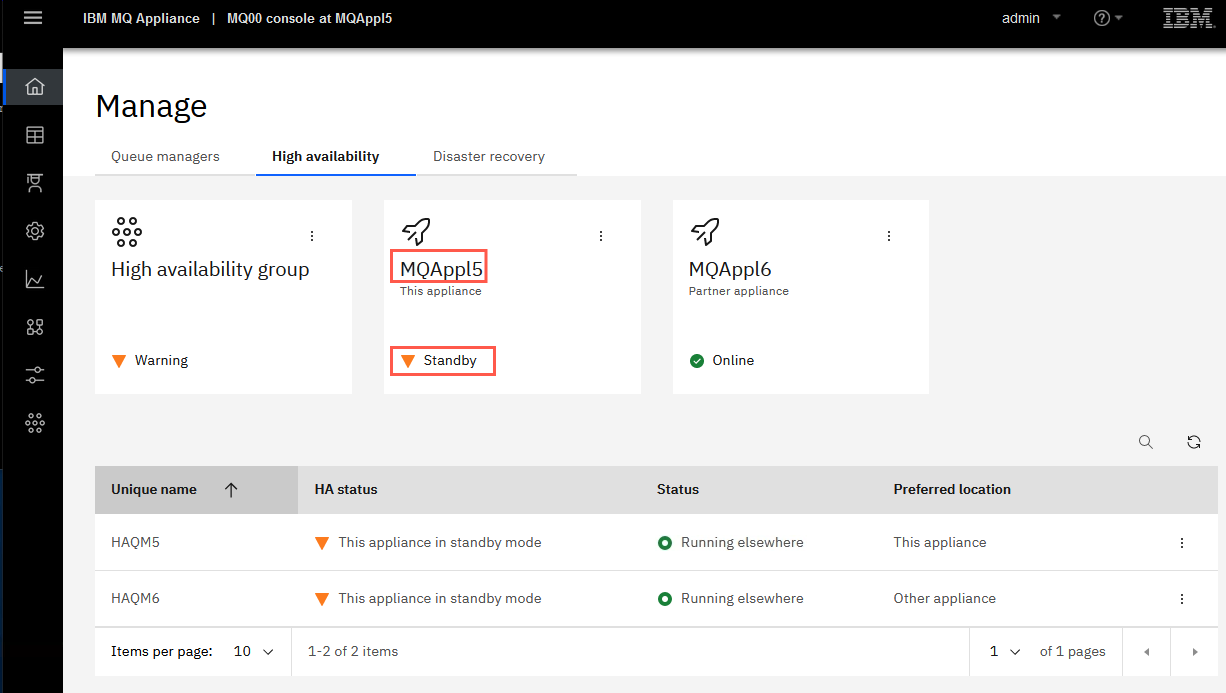 IBM MQ Appliance | MQ00 console at MQAppl5
admin
IBM
Manage
Queue managers
High availability
Disaster recovery
High availability group
Warning
MQAppl5
This appliance
Standby
MQAppl6
Partner appliance
Online
Unique name HA status Status Preferred location
HAQM5 This appliance in standby mode Running elsewhere This appliance
HAQM6 This appliance in standby mode Running elsewhere Other appliance
Items per page: 10 1-2 of 2 items 1 of 1 pages